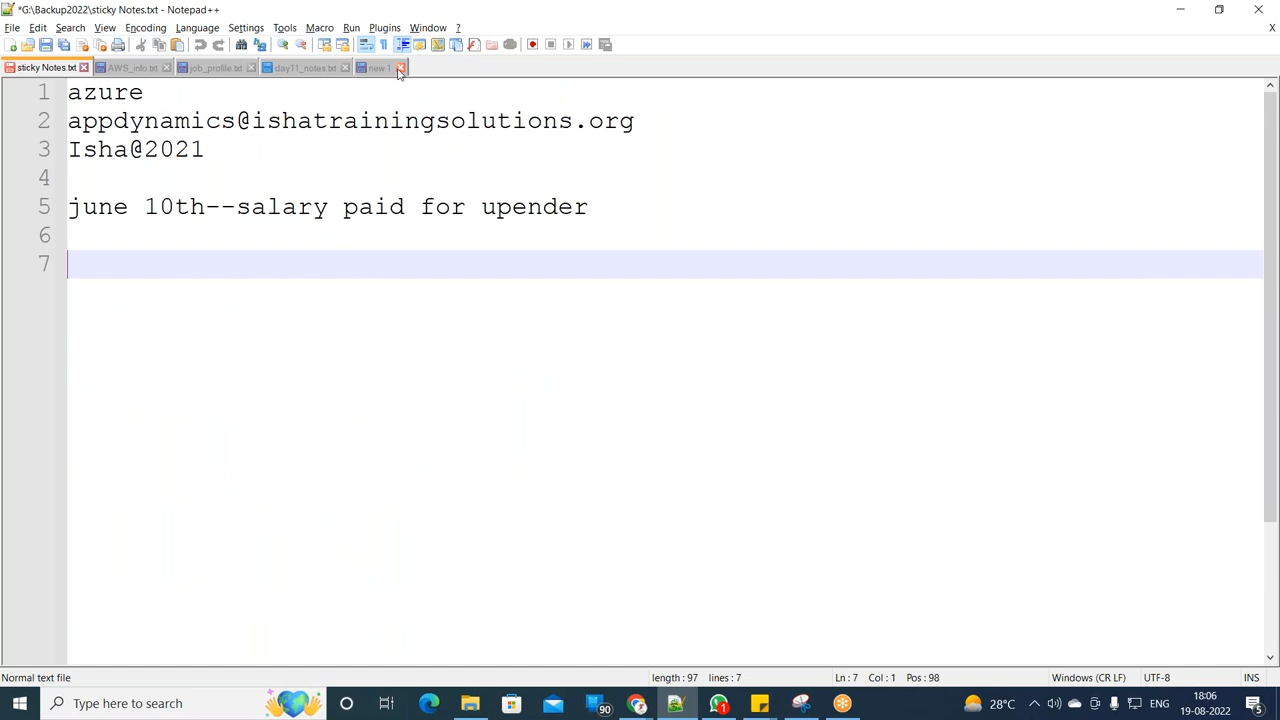 *G:\Backup2022\sticky Notes.txt - Notepad++
File Edit Search View Encoding Language Settings Tools Macro Run Plugins Window ?
X
sticky Notes.txt AWS_info.txt job_profile.txt day11_notes.txt new 1
1 azure
2 appdynamics@ishatrainingsolutions.org
3 Isha@2021
4
5 june 10th--salary paid for upender
6
7
Normal text file length : 97 lines : 7 Ln : 7 Col : 1 Pos : 98 Windows (CR LF) UTF-8 INS
Type here to search 90 1 28°C ENG 18:06 19-08-2022 5